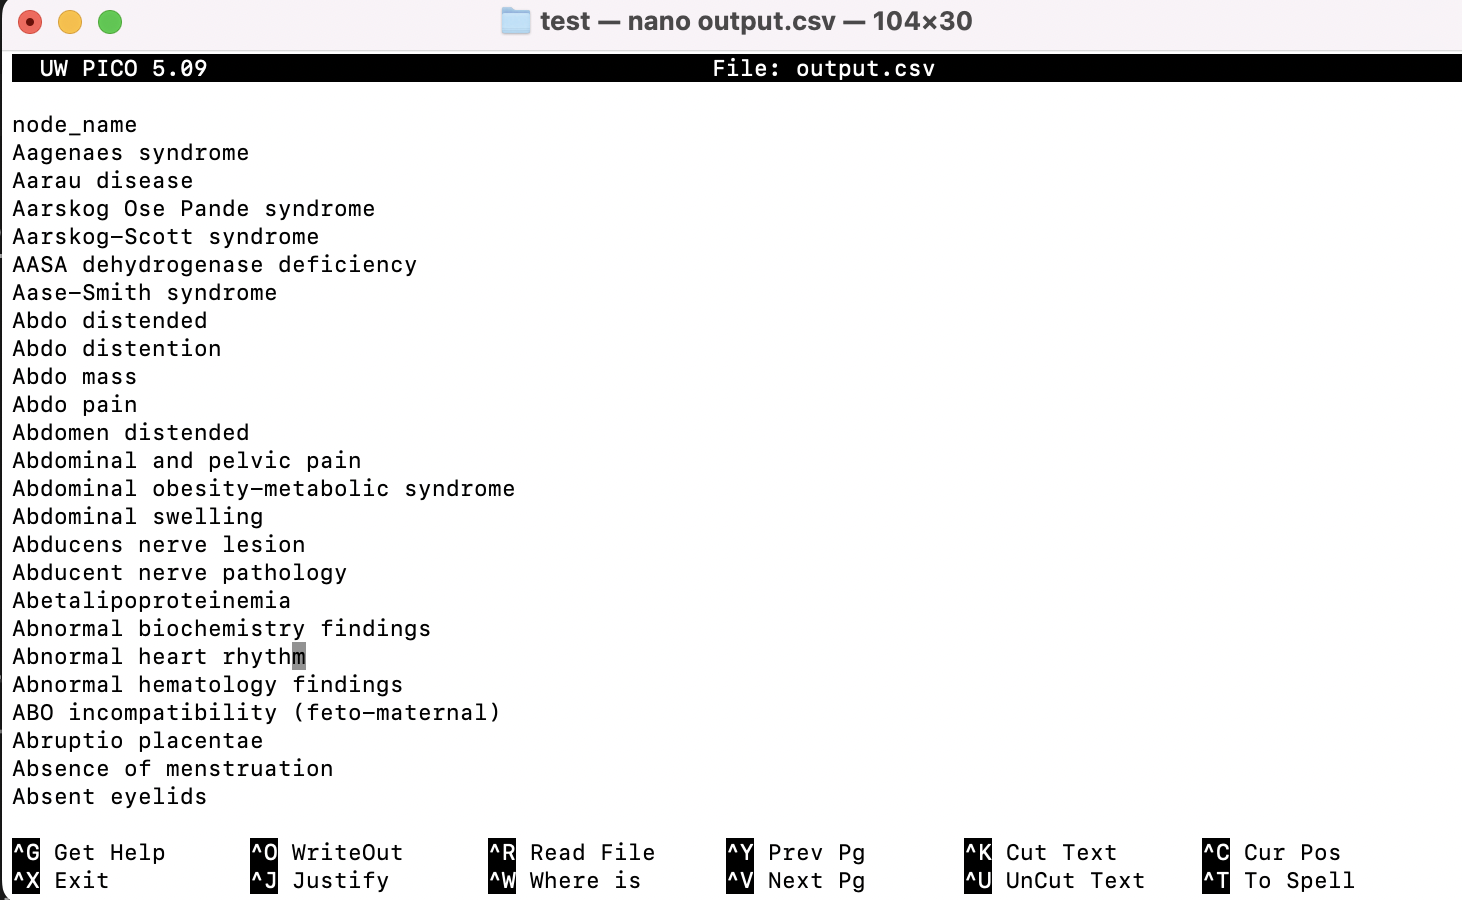 test — nano output.csv — 104×30
UW PICO 5.09 File: output.csv
node_name
Aagenaes syndrome
Aarau disease
Aarskog Ose Pande syndrome
Aarskog-Scott syndrome
AASA dehydrogenase deficiency
Aase-Smith syndrome
Abdo distended
Abdo distention
Abdo mass
Abdo pain
Abdomen distended
Abdominal and pelvic pain
Abdominal obesity-metabolic syndrome
Abdominal swelling
Abducens nerve lesion
Abducent nerve pathology
Abetalipoproteinemia
Abnormal biochemistry findings
Abnormal heart rhythm
Abnormal hematology findings
ABO incompatibility (feto-maternal)
Abruptio placentae
Absence of menstruation
Absent eyelids
^G Get Help ^O WriteOut ^R Read File ^Y Prev Pg ^K Cut Text ^C Cur Pos
^X Exit ^J Justify ^W Where is ^V Next Pg ^U UnCut Text ^T To Spell